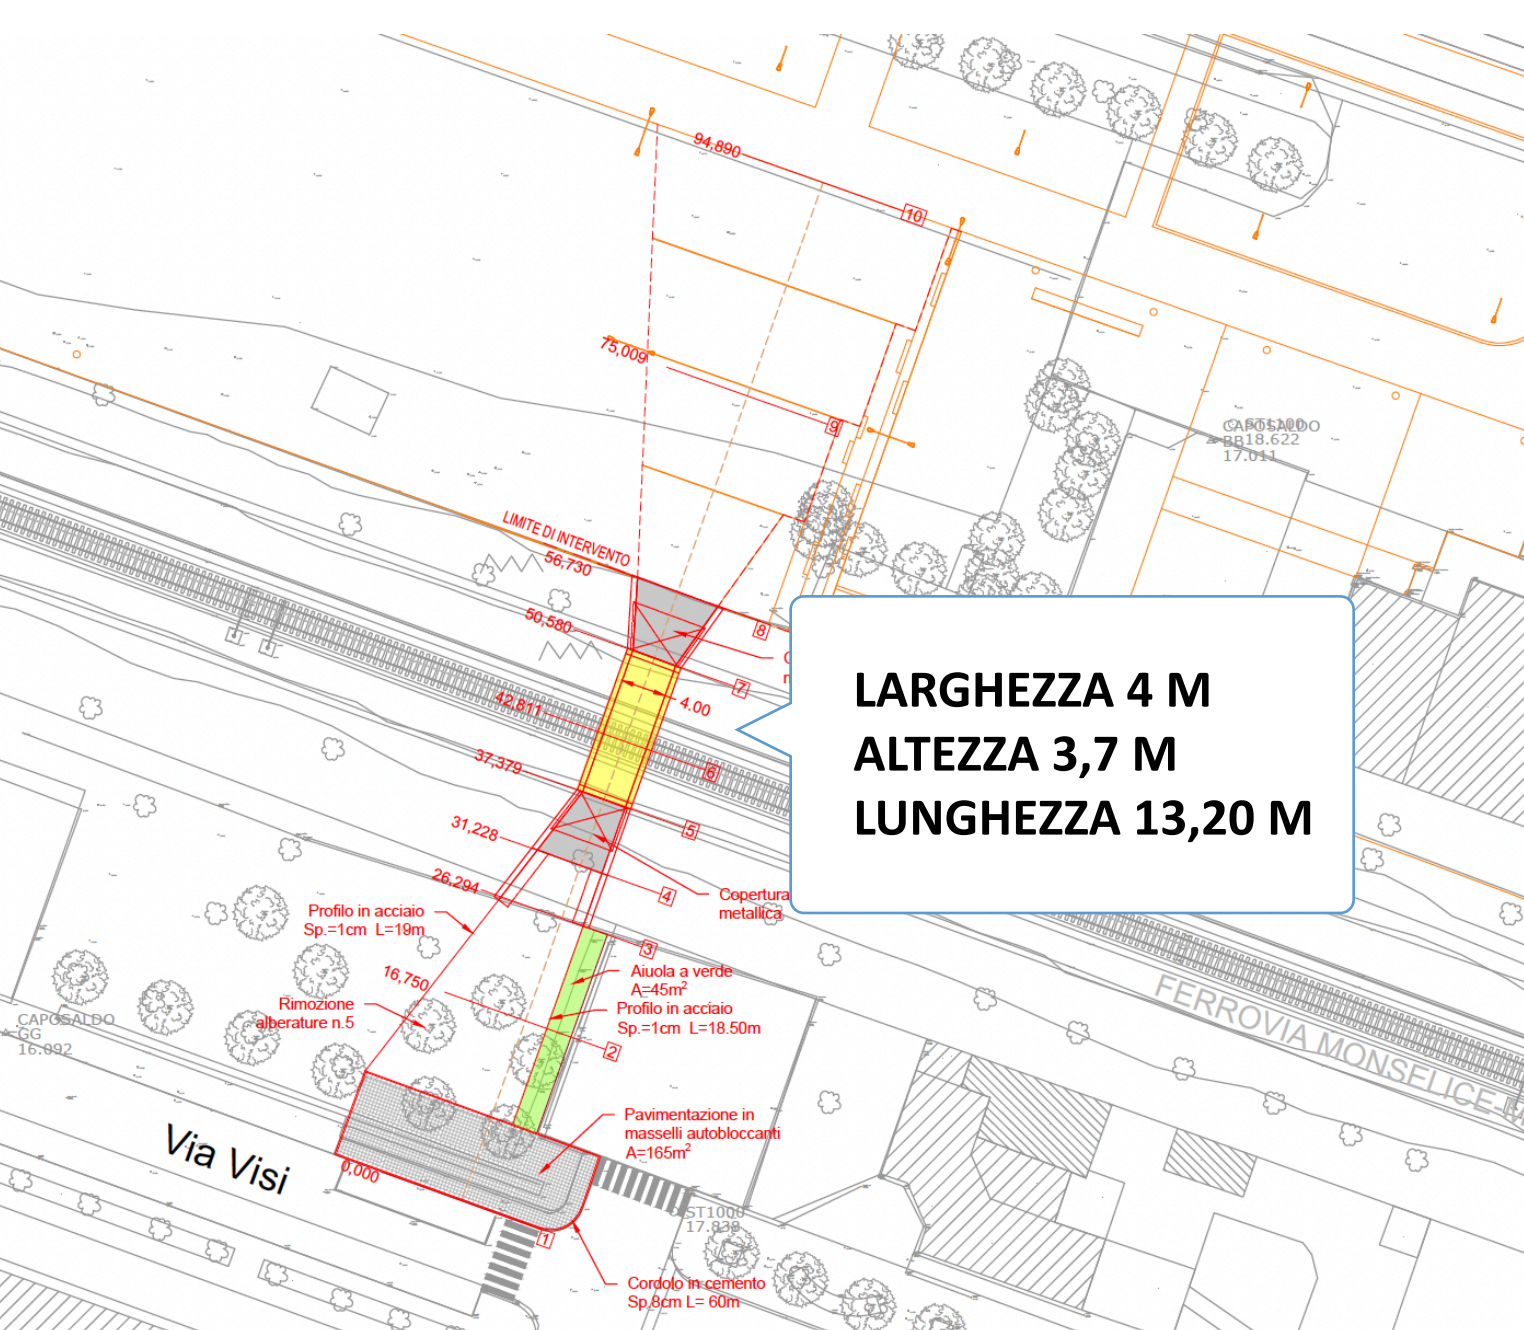 94,890
10
75,009
9
CAPOSALDO
BB18.622
17.011
LIMITE DI INTERVENTO
56,730
50,580
8
7
42,811
4.00
37,379
6
LARGHEZZA 4 M
ALTEZZA 3,7 M
LUNGHEZZA 13,20 M
31,228
5
26,294
4
Copertura
metallica
Profilo in acciaio
Sp.=1cm L=19m
3
16,750
Aiuola a verde
A=45m²
Profilo in acciaio
Sp.=1cm L=18.50m
Rimozione
alberature n.5
CAPOSALDO
GG
16.092
2
FERROVIA MONSELICE-
Pavimentazione in
masselli autobloccanti
A=165m²
Via Visi
0,000
ST1000
17.838
1
Cordolo in cemento
Sp.8cm L= 60m